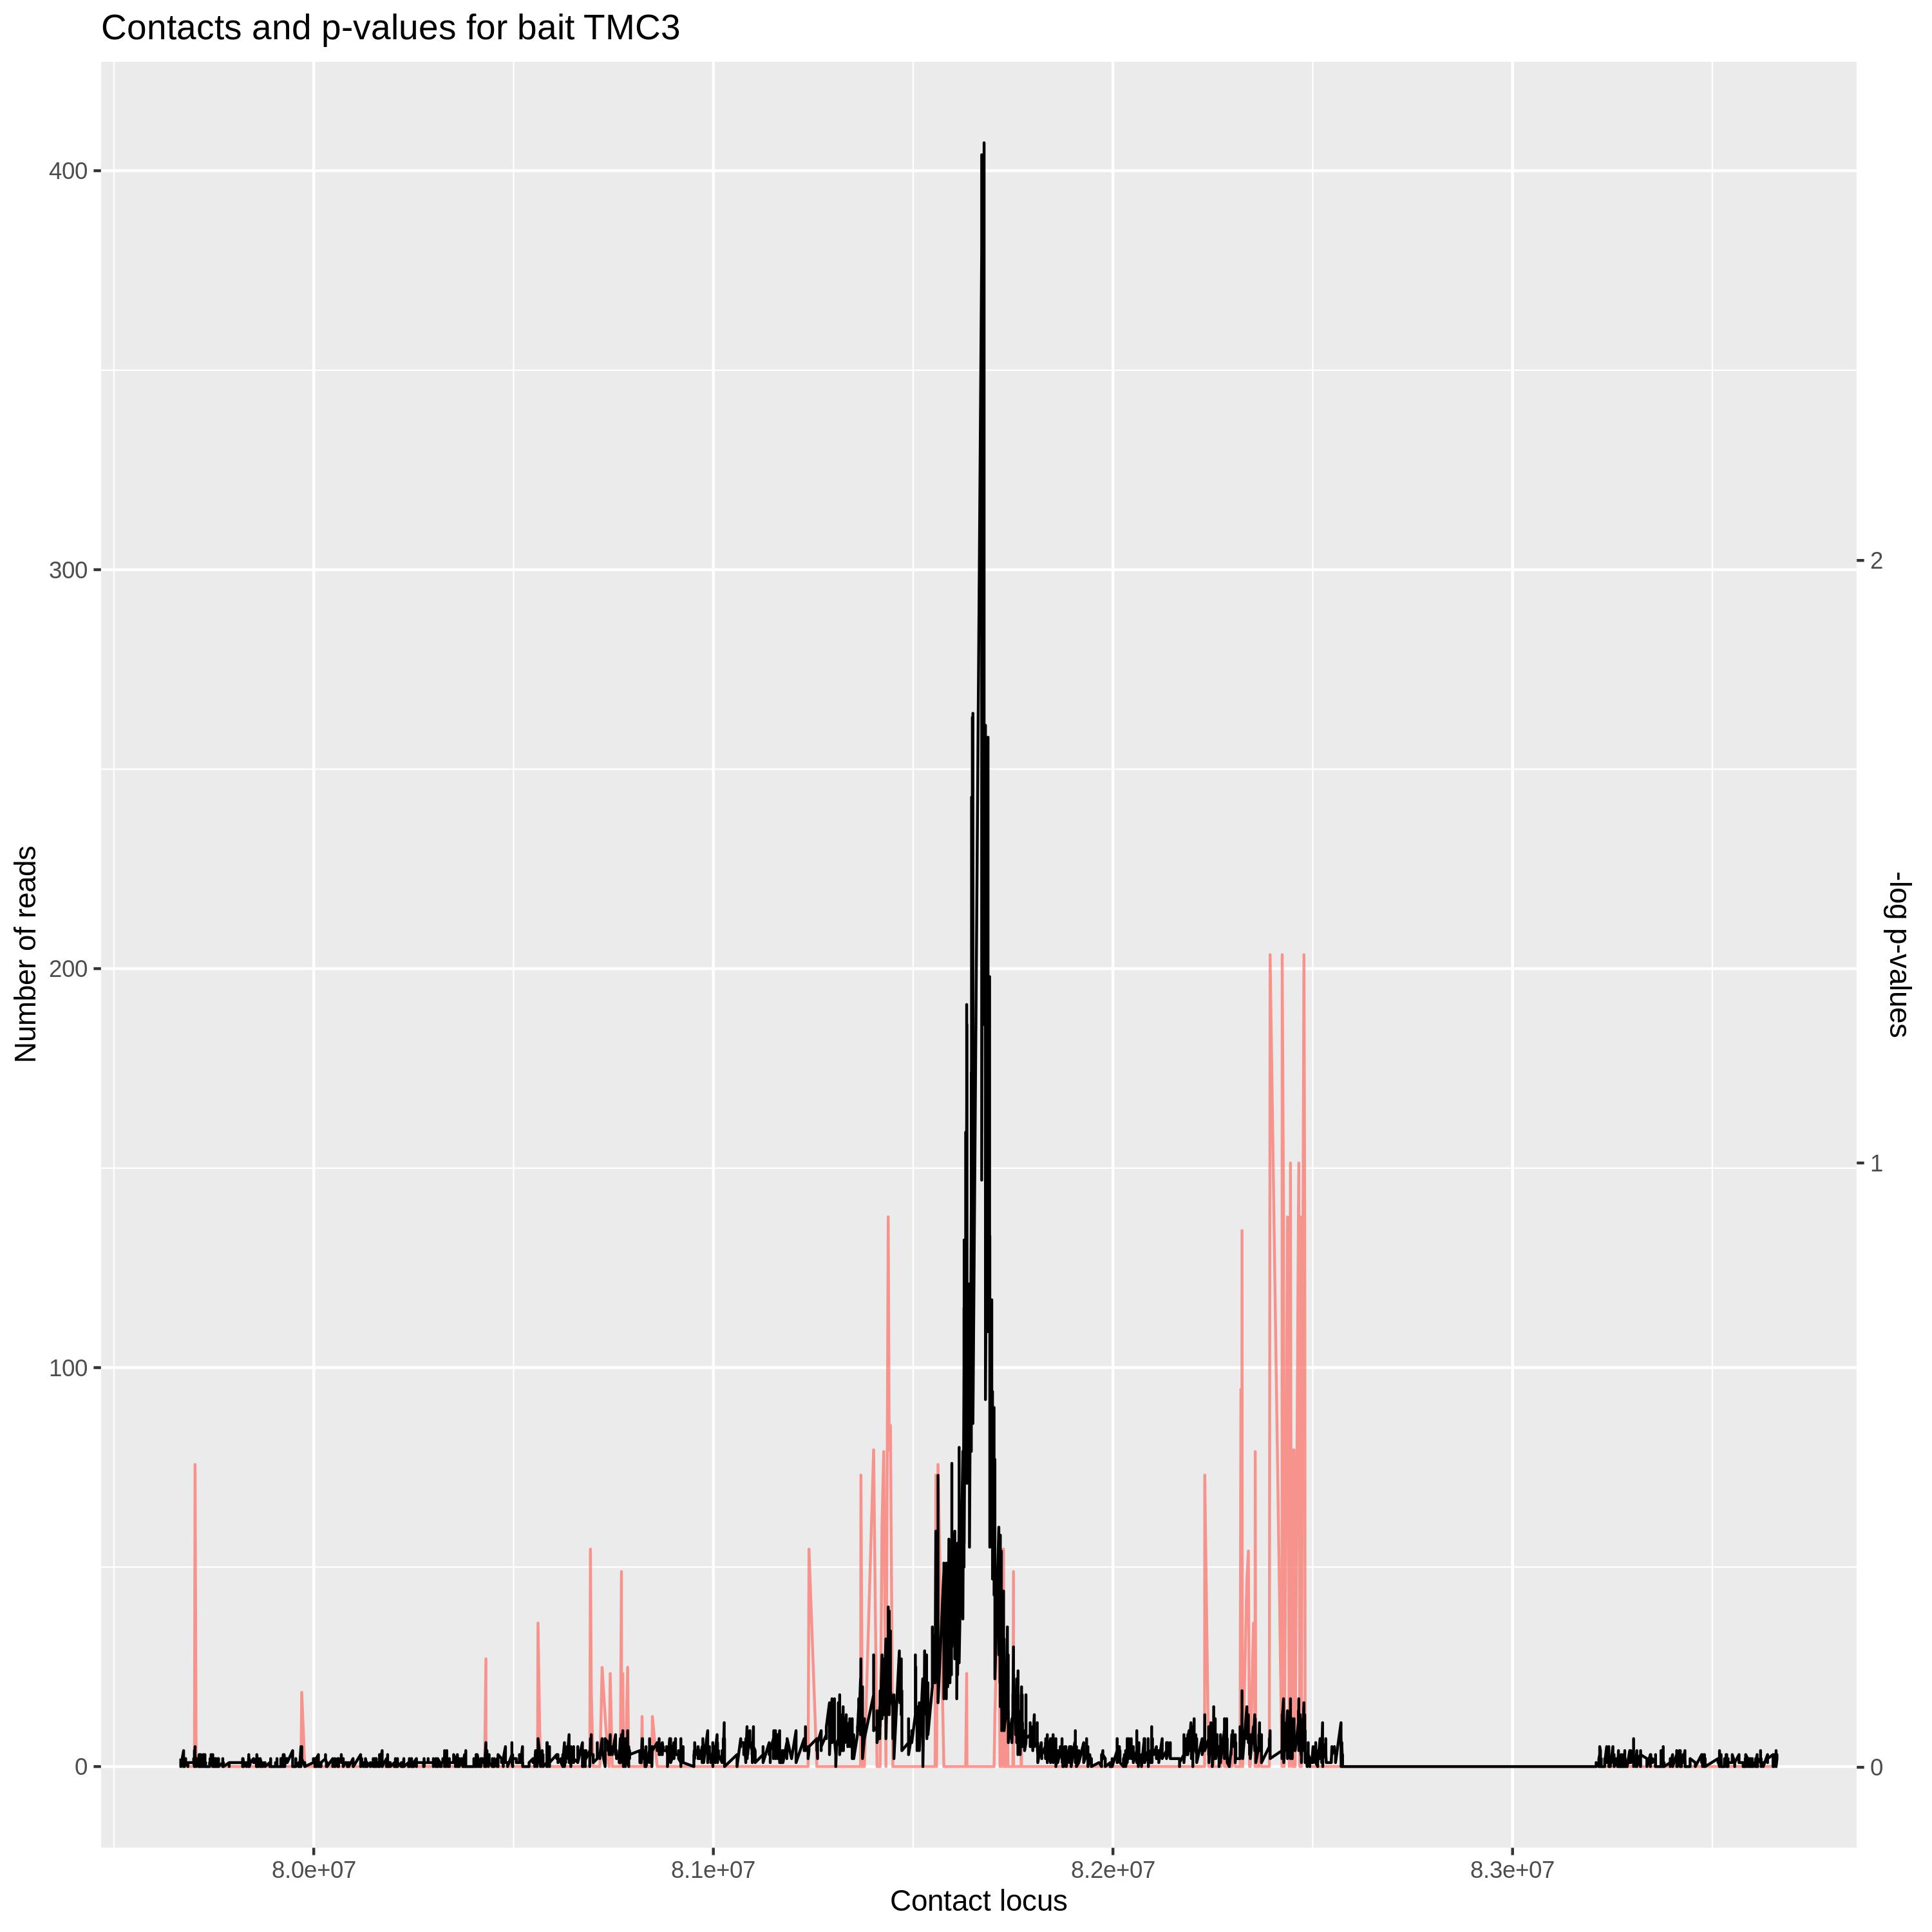 Contacts and p-values for bait TMC3
400
300
200
100
0
Number of reads
2
1
0
-log p-values
8.0e+07
8.1e+07
8.2e+07
8.3e+07
Contact locus